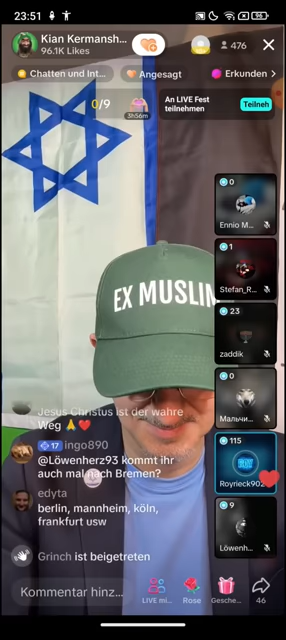 23:51
96
Kian Kermansh...
96.1K Likes
476
Chatten und Int...
Angesagt
Erkunden
0/9
3h56m
An LIVE Fest
teilnehmen
Teilneh
0
Ennio M...
1
Stefan_R...
23
zaddik
0
Мальчи...
115
Royrieck902
9
Löwenh...
EX MUSLIM
Jesus Christus ist der wahre
Weg 🙏❤️
17 ingo890
@Löwenherz93 kommt ihr
auch mal nach Bremen?
edyta
berlin, mannheim, köln,
frankfurt usw
Grinch ist beigetreten
Kommentar hinz...
LIVE mi...
Rose
Gesche...
46